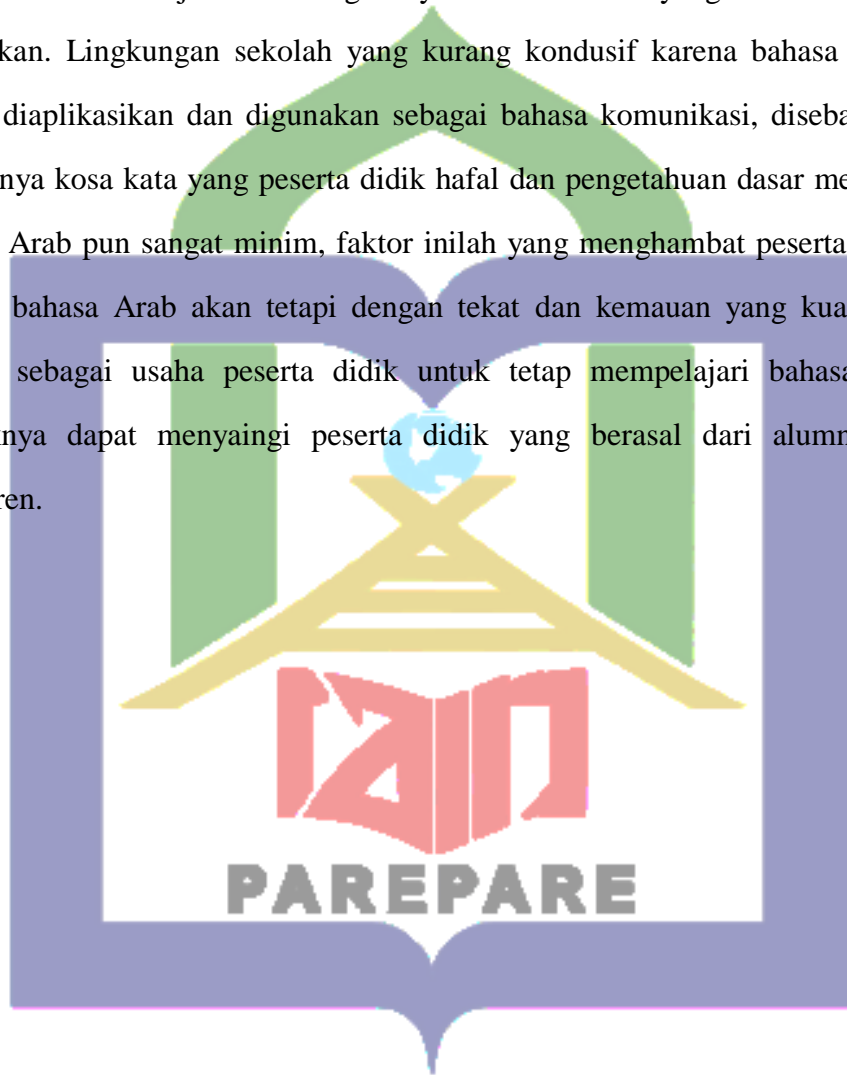 kan. Lingkungan sekolah yang kurang kondusif karena bahasa
diaplikasikan dan digunakan sebagai bahasa komunikasi, diseba
nya kosa kata yang peserta didik hafal dan pengetahuan dasar me
Arab pun sangat minim, faktor inilah yang menghambat peserta
bahasa Arab akan tetapi dengan tekat dan kemauan yang kua
sebagai usaha peserta didik untuk tetap mempelajari bahasa
nya dapat menyaingi peserta didik yang berasal dari alumn
ren.
iain
PAREPARE